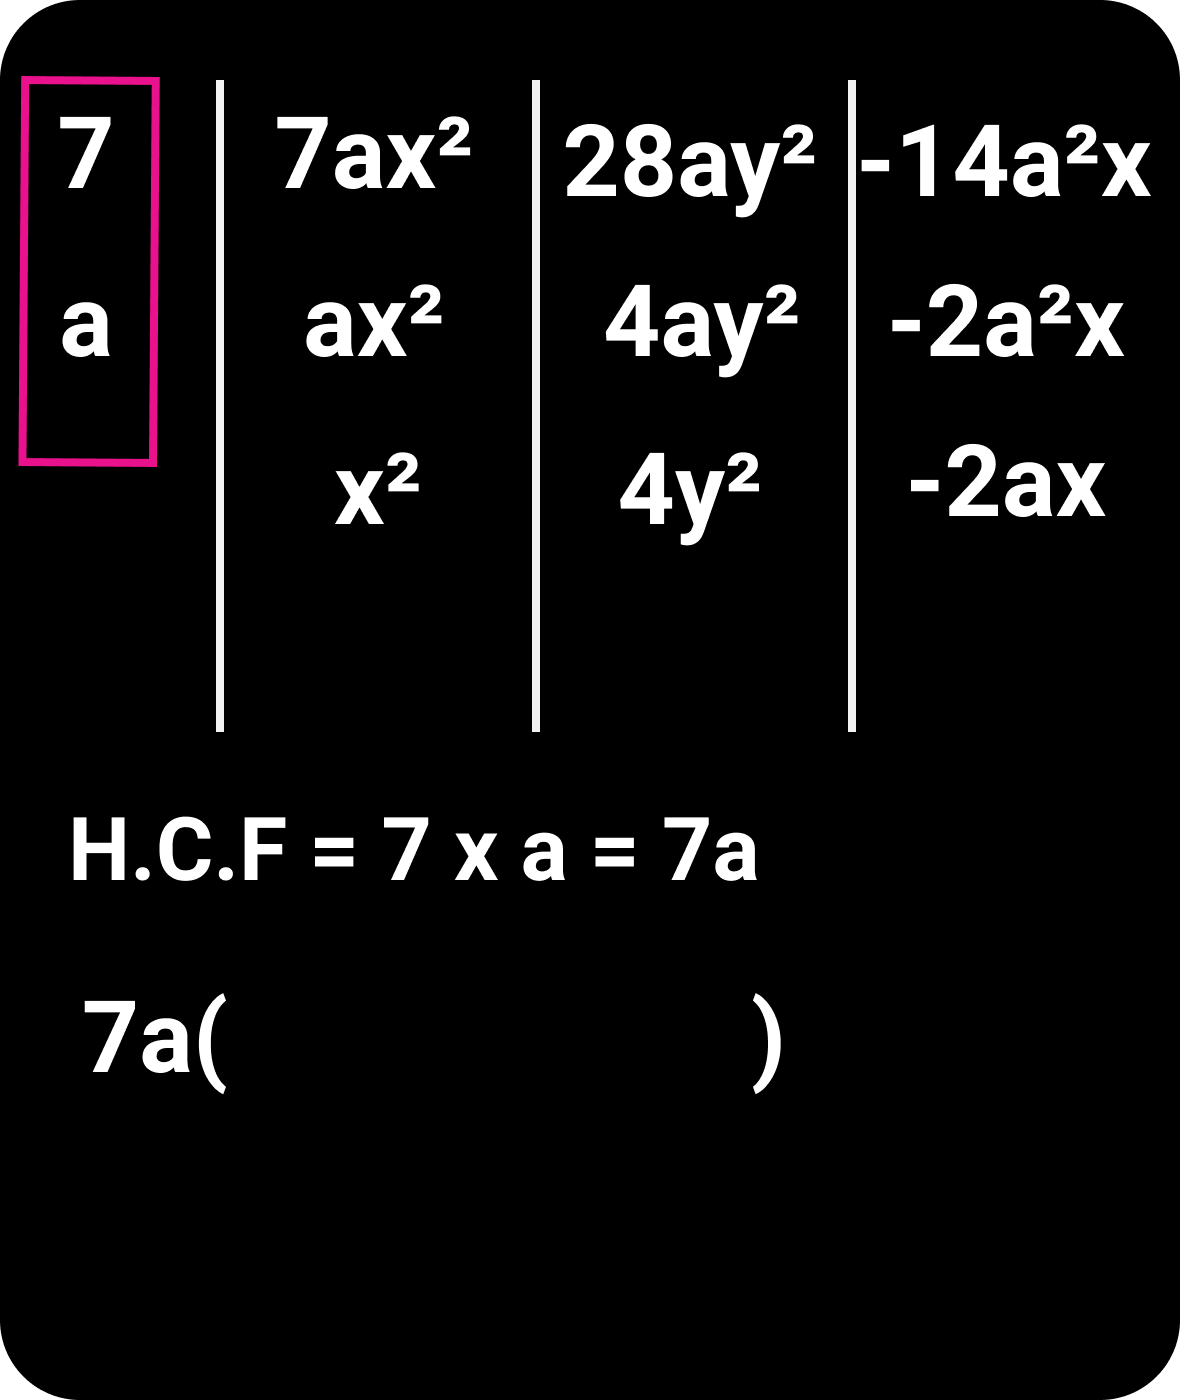 7 7ax² 28ay² -14a²x
a ax² 4ay² -2a²x
x² 4y² -2ax
H.C.F = 7 x a = 7a
7a( )